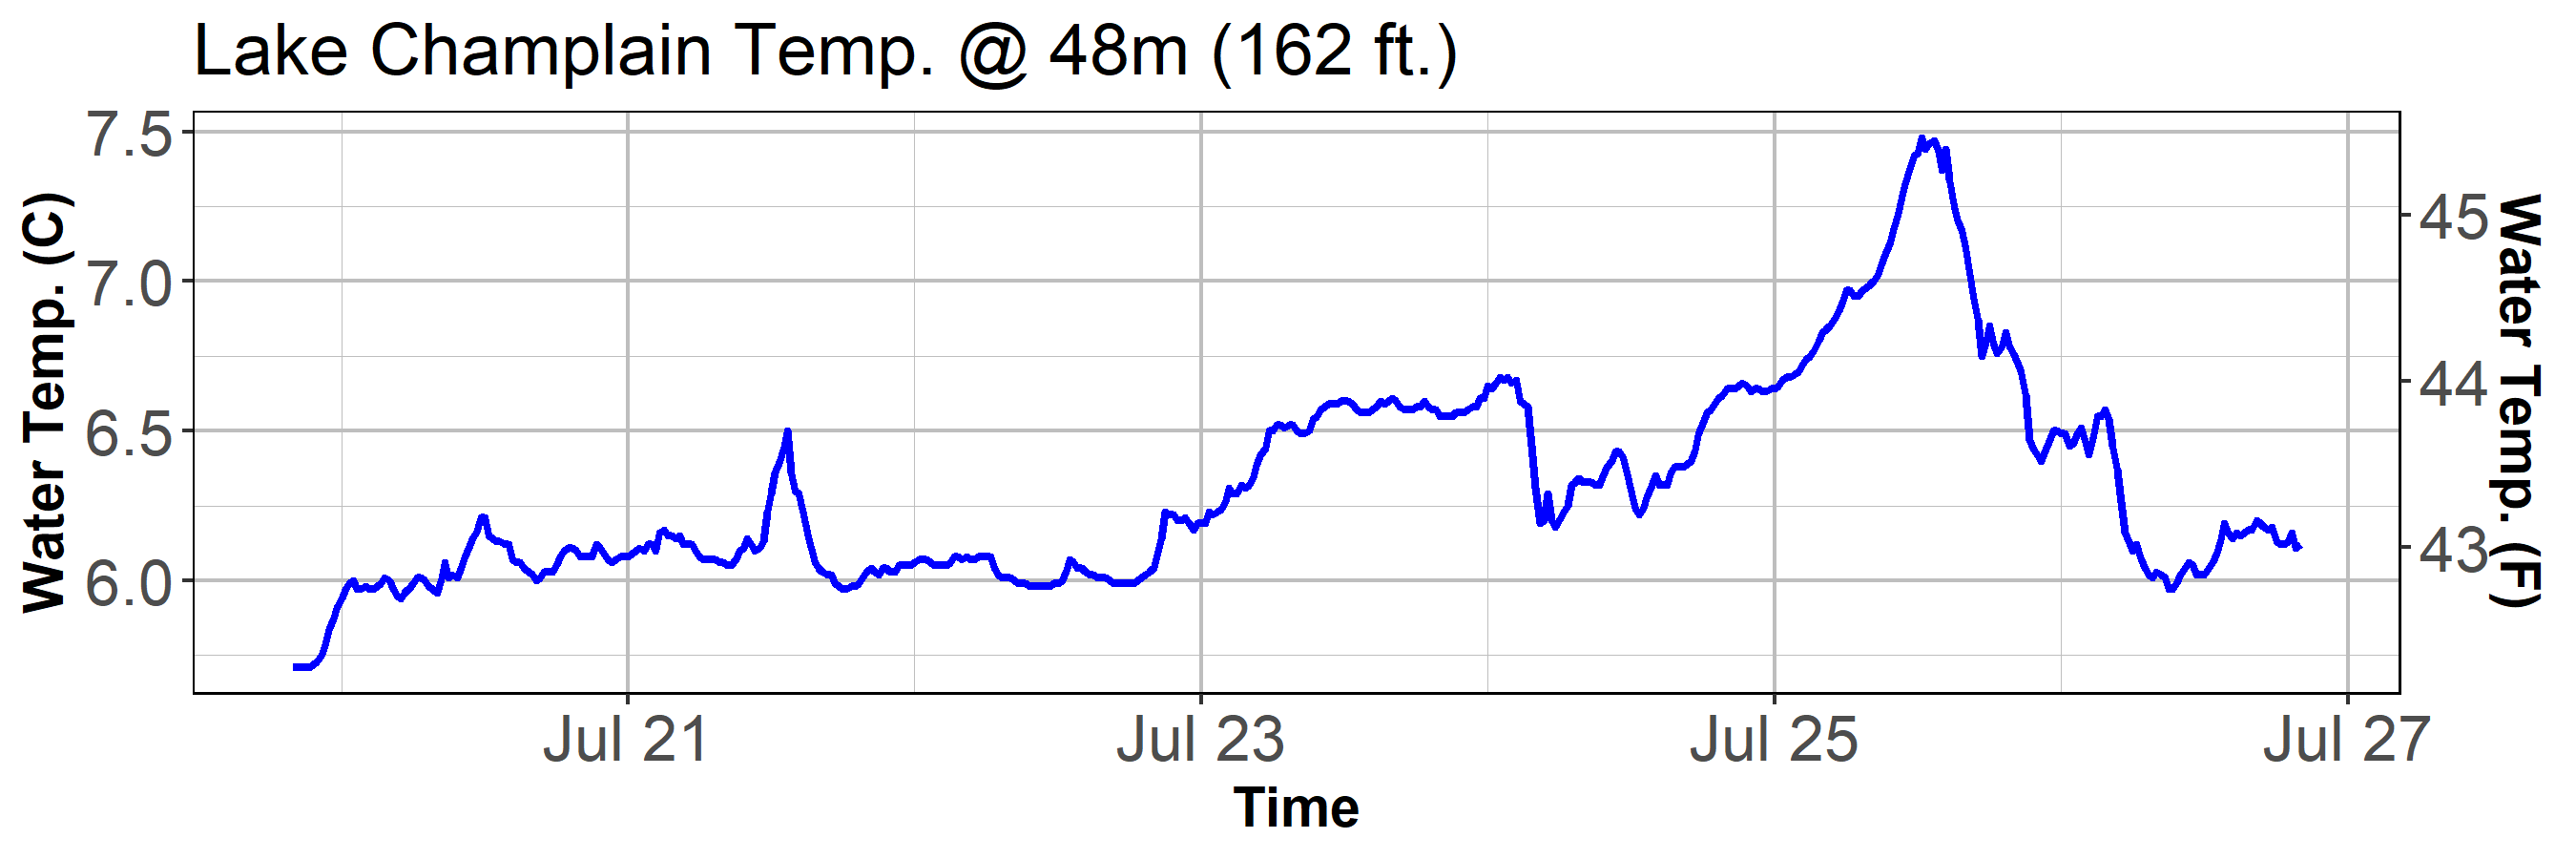 Lake Champlain Temp. @ 48m (162 ft.)
Water Temp. (C)
7.5
7.0
6.5
6.0
45
44
43
Water Temp. (F)
Jul 21 Jul 23 Jul 25 Jul 27
Time